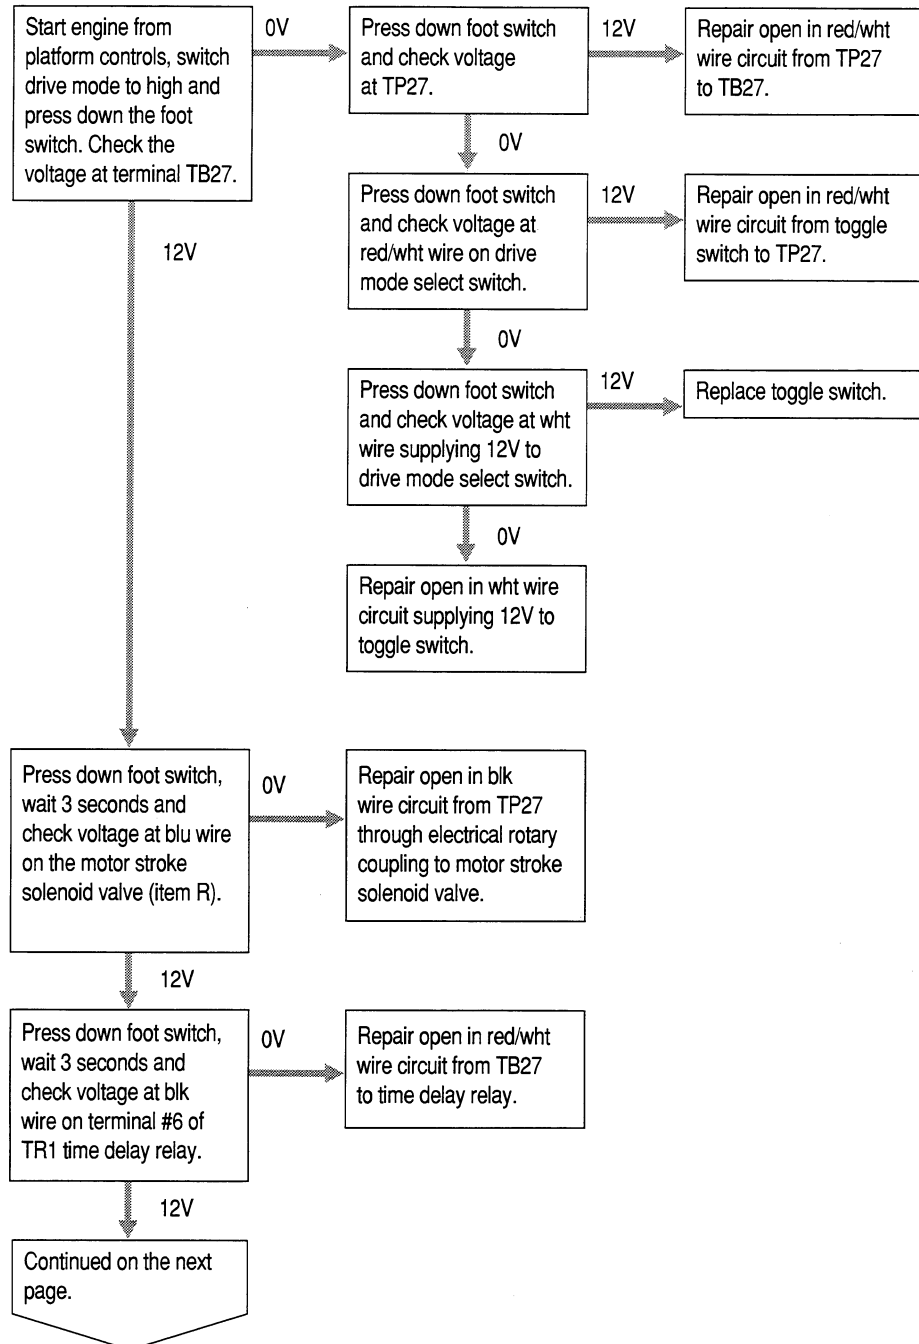 Start engine from
platform controls, switch
drive mode to high and
press down the foot
switch. Check the
voltage at terminal TB27.
0V
Press down foot switch
and check voltage
at TP27.
12V
Repair open in red/wht
wire circuit from TP27
to TB27.
0V
Press down foot switch
and check voltage at
red/wht wire on drive
mode select switch.
12V
Repair open in red/wht
wire circuit from toggle
switch to TP27.
12V
0V
Press down foot switch
and check voltage at wht
wire supplying 12V to
drive mode select switch.
12V
Replace toggle switch.
0V
Repair open in wht wire
circuit supplying 12V to
toggle switch.
Press down foot switch,
wait 3 seconds and
check voltage at blu wire
on the motor stroke
solenoid valve (item R).
0V
Repair open in blk
wire circuit from TP27
through electrical rotary
coupling to motor stroke
solenoid valve.
12V
Press down foot switch,
wait 3 seconds and
check voltage at blk
wire on terminal #6 of
TR1 time delay relay.
0V
Repair open in red/wht
wire circuit from TB27
to time delay relay.
12V
Continued on the next
page.